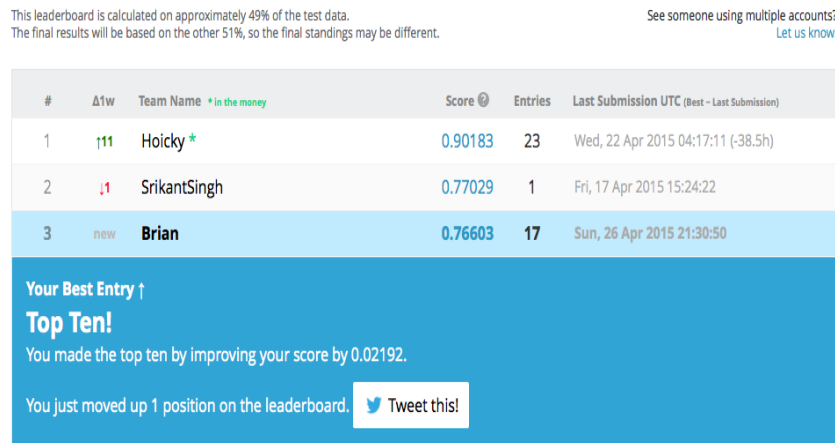 This leaderboard is calculated on approximately 49% of the test data.
See someone using multiple accounts?
The final results will be based on the other 51%, so the final standings may be different.
Let us know
# Δ1w Team Name * in the money Score Entries Last Submission UTC (Best – Last Submission)
1 ↑11 Hoicky * 0.90183 23 Wed, 22 Apr 2015 04:17:11 (-38.5h)
2 ↓1 SrikantSingh 0.77029 1 Fri, 17 Apr 2015 15:24:22
3 new Brian 0.76603 17 Sun, 26 Apr 2015 21:30:50
Your Best Entry ↑
Top Ten!
You made the top ten by improving your score by 0.02192.
You just moved up 1 position on the leaderboard. Tweet this!